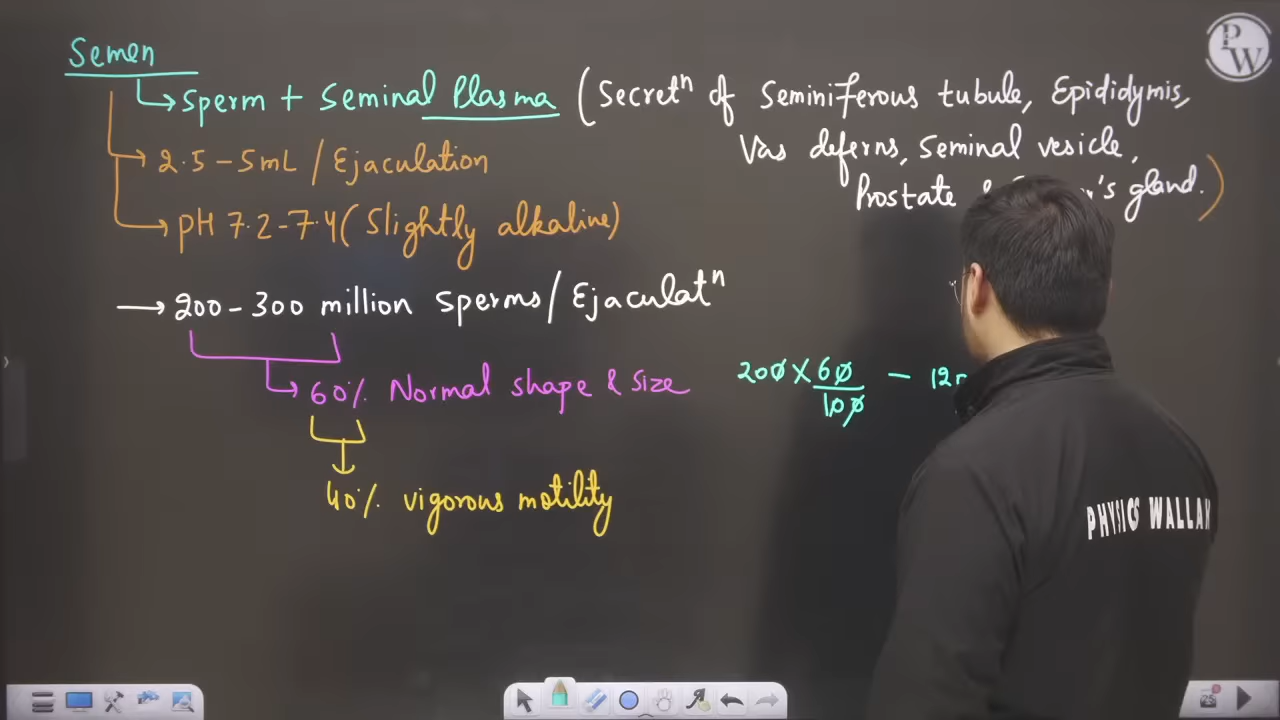 Semen
Sperm + Seminal Plasma (Secretⁿ of Seminiferous tubule, Epididymis,
Vas deferns, Seminal vesicle,
Prostate & gland.)
2.5 – 5mL / Ejaculation
pH 7.2 – 7.4 (Slightly alkaline)
200 – 300 million Sperms / Ejaculatⁿ
60% Normal shape & size
200 X 60/100 – 12
40% vigorous motility
PW
PHYSICS WALLAH
25